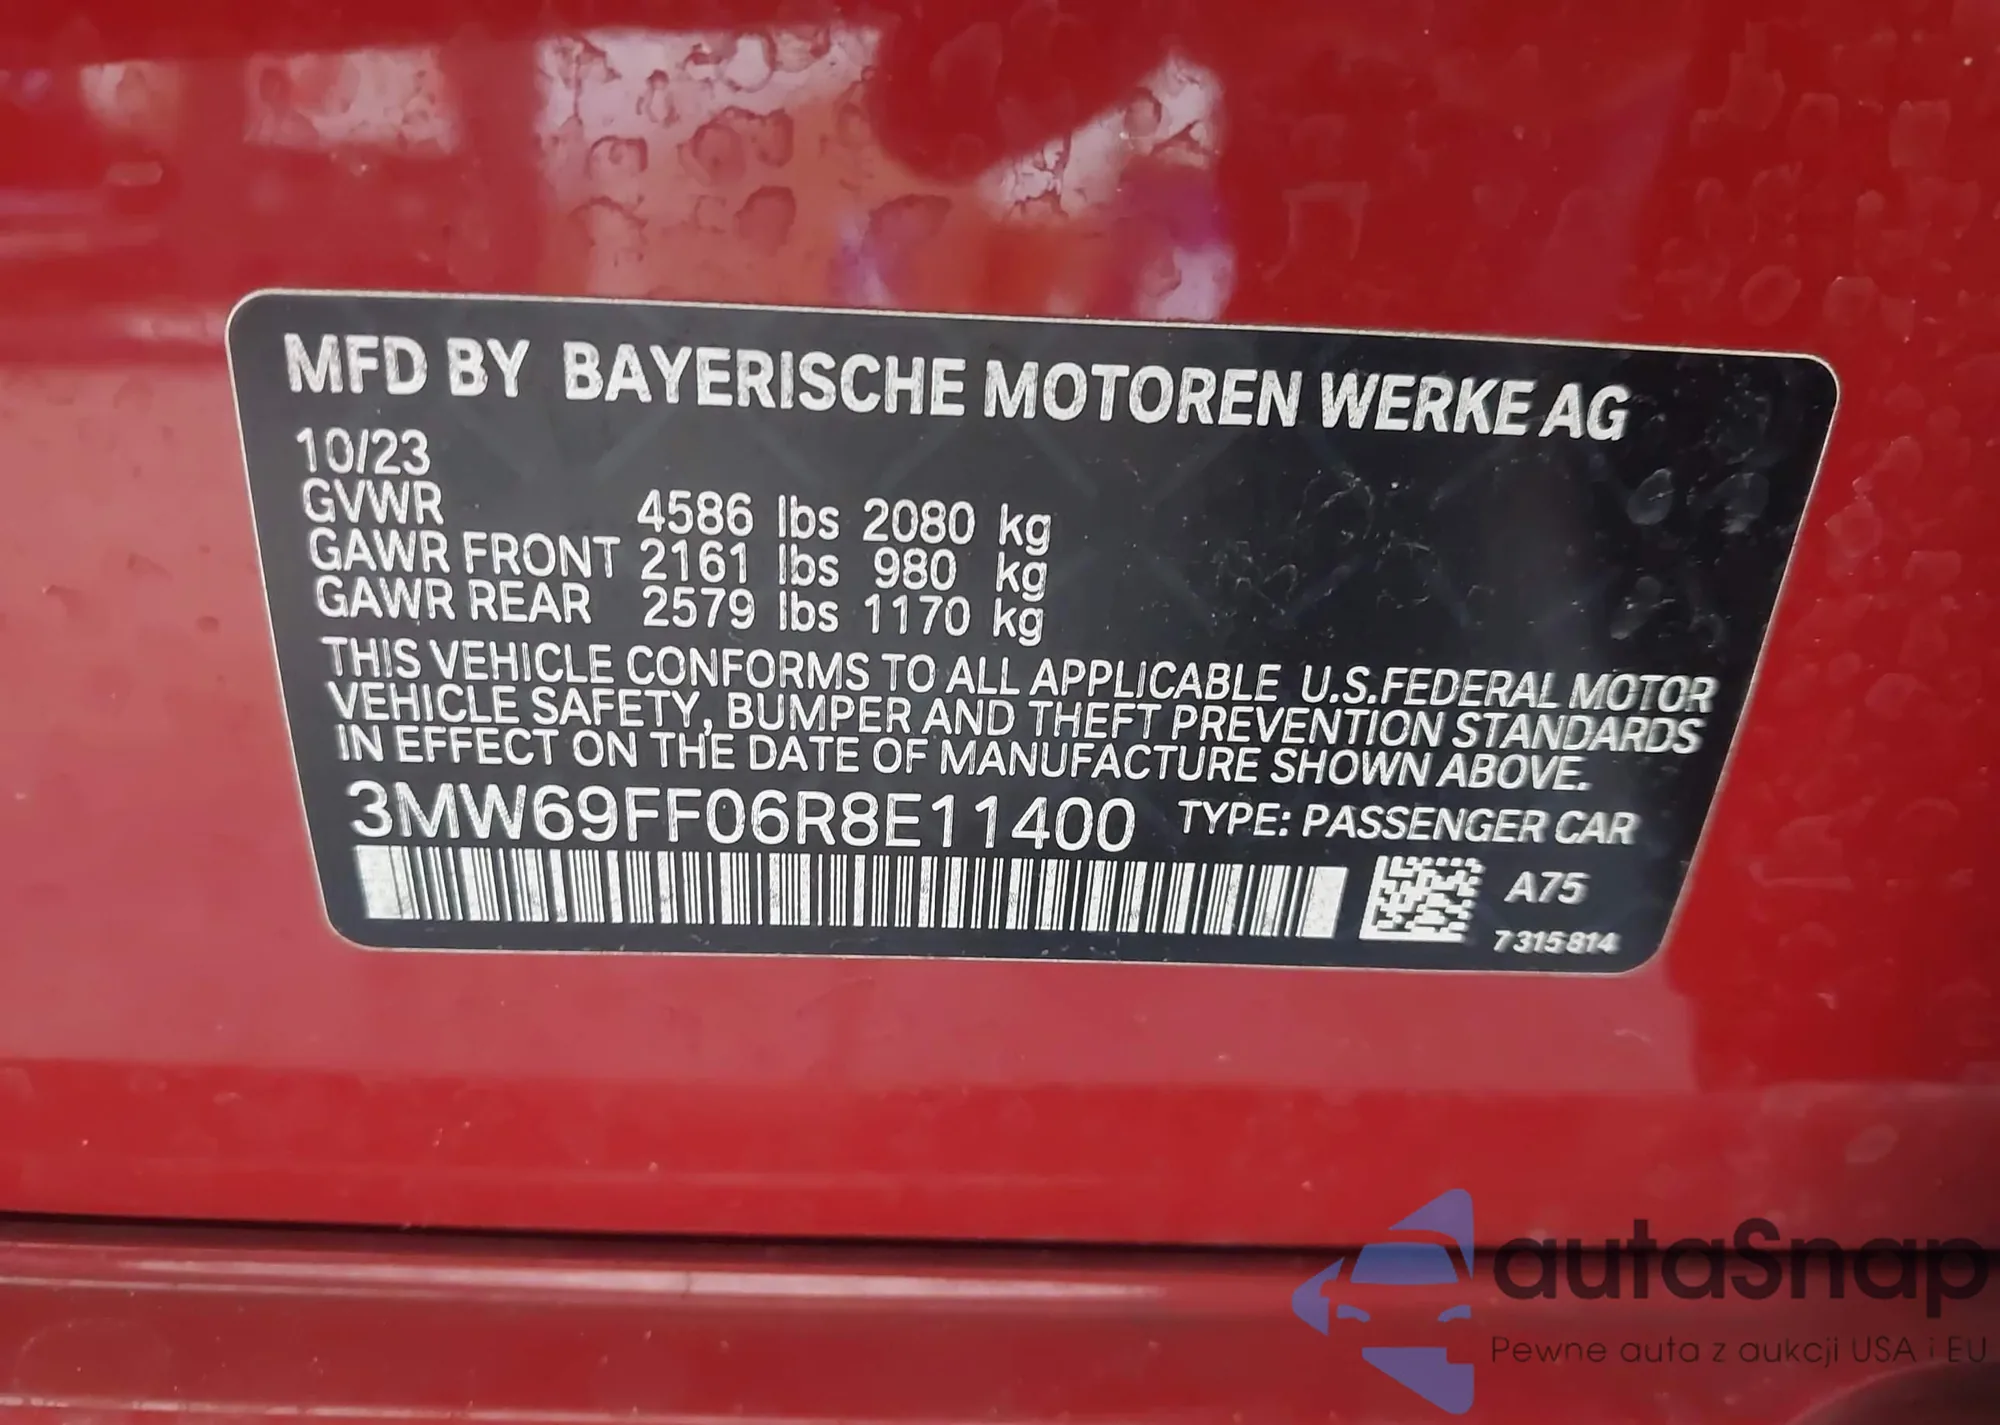 MFD BY BAYERISCHE MOTOREN WERKE AG
10/23
GVWR 4586 lbs 2080 kg
GAWR FRONT 2161 lbs 980 kg
GAWR REAR 2579 lbs 1170 kg
THIS VEHICLE CONFORMS TO ALL APPLICABLE U.S.FEDERAL MOTOR
VEHICLE SAFETY, BUMPER AND THEFT PREVENTION STANDARDS
IN EFFECT ON THE DATE OF MANUFACTURE SHOWN ABOVE.
3MW69FF06R8E11400 TYPE: PASSENGER CAR
A75
7315814
autaSnap
Pewne auta z aukcji USA i EU